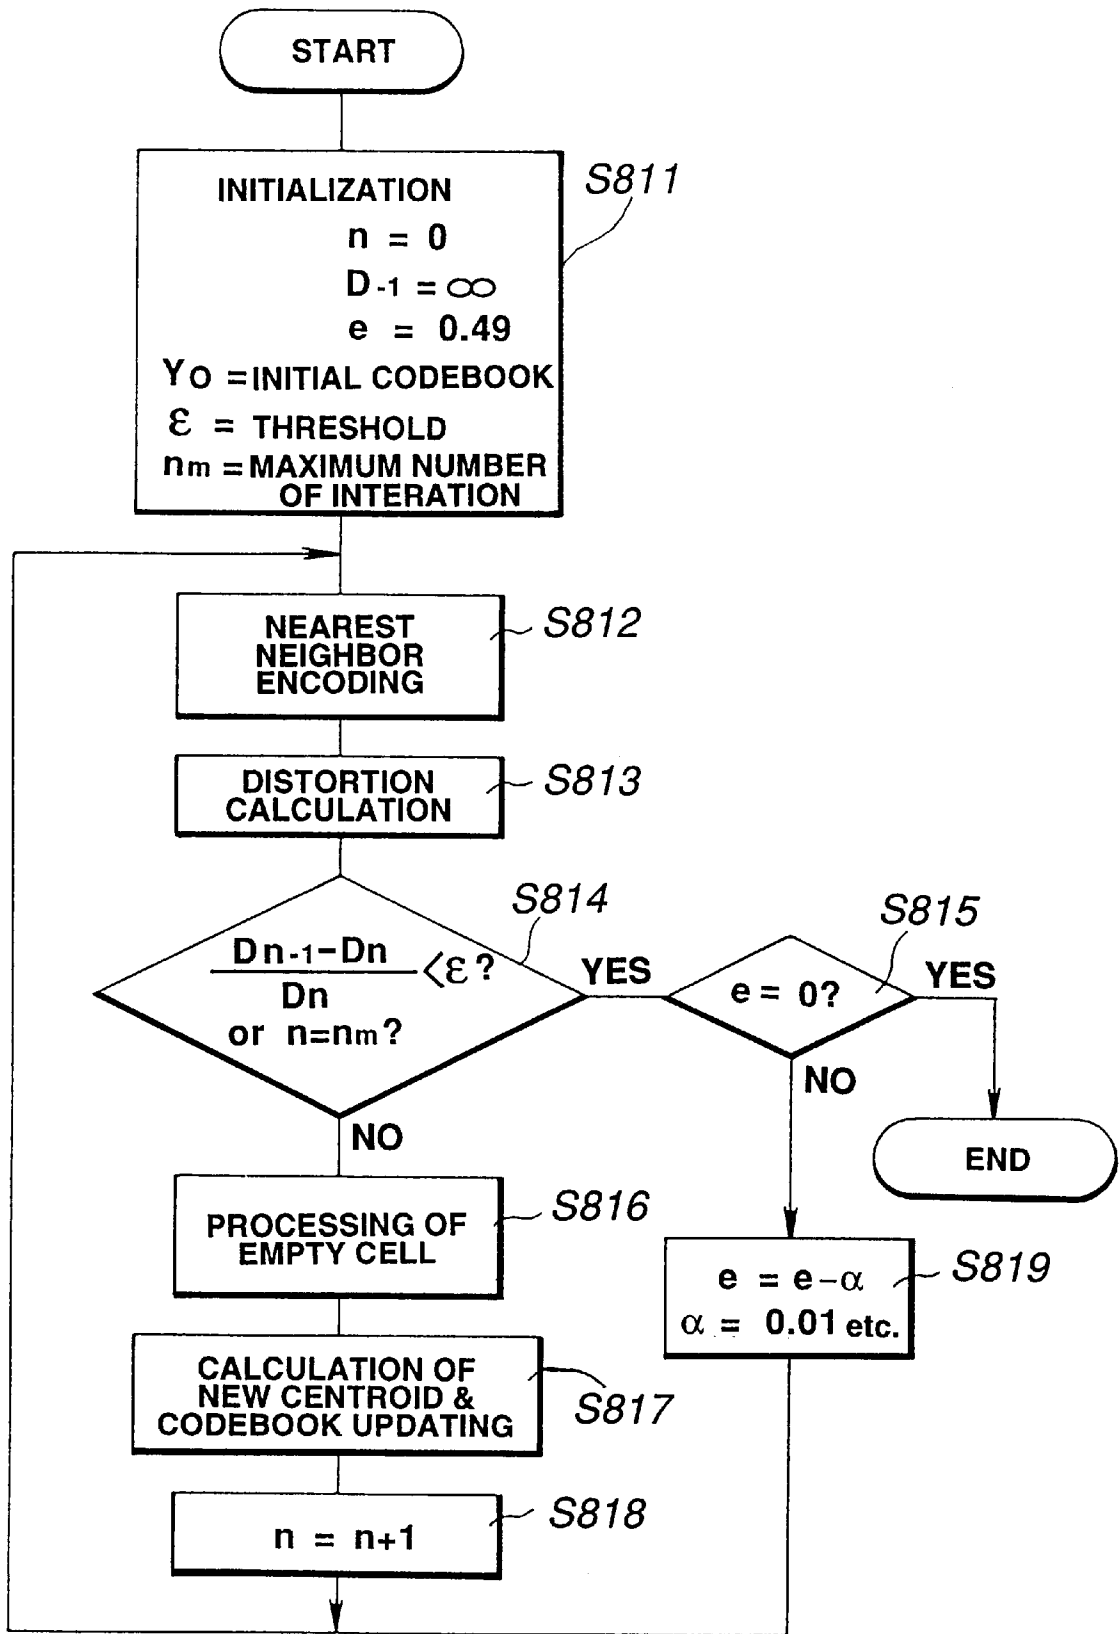 START
INITIALIZATION
n = 0
D-1 = ∞
e = 0.49
YO = INITIAL CODEBOOK
ε = THRESHOLD
nm = MAXIMUM NUMBER
OF INTERATION
S811
NEAREST
NEIGHBOR
ENCODING
S812
DISTORTION
CALCULATION
S813
Dn-1-Dn
Dn
<ε?
or n=nm?
S814
YES
NO
e = 0?
S815
YES
NO
END
PROCESSING OF
EMPTY CELL
S816
e = e-α
α = 0.01 etc.
S819
CALCULATION OF
NEW CENTROID &
CODEBOOK UPDATING
S817
n = n+1
S818